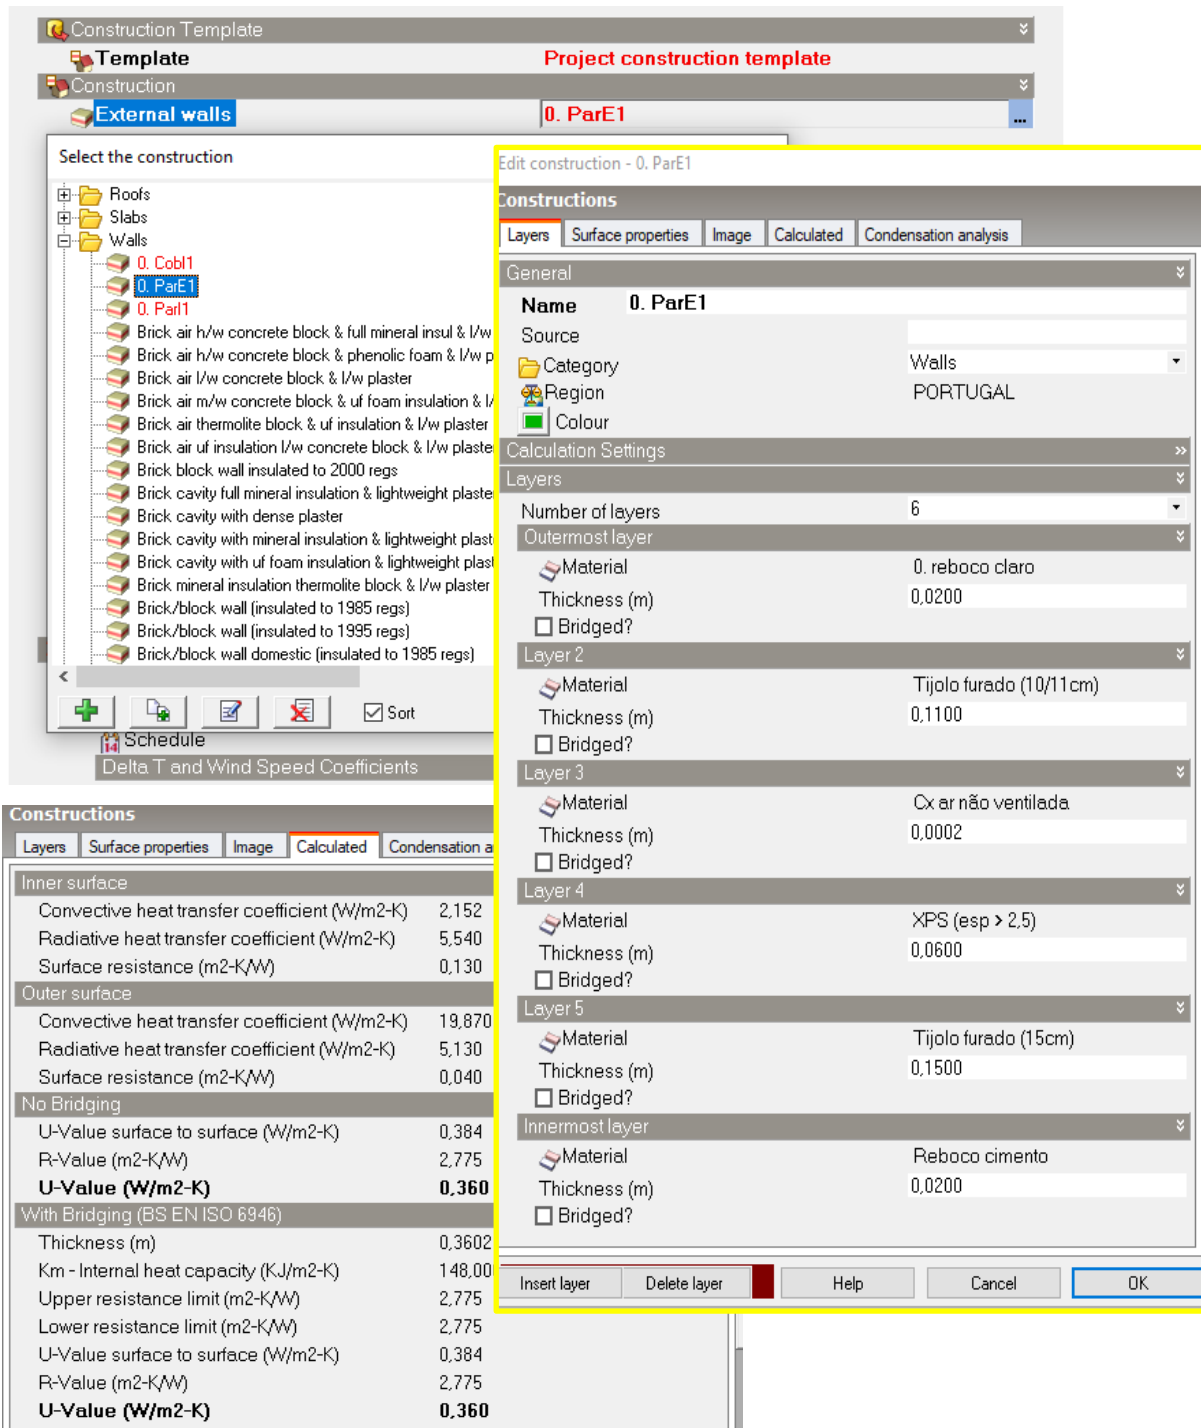 Construction Template
Template Project construction template
Construction
External walls 0. ParE1 ...
Select the construction
Roofs
Slabs
Walls
0. Cobl1
0. ParE1
0. ParI1
Brick air h/w concrete block & full mineral insul & l/w
Brick air h/w concrete block & phenolic foam & l/w p
Brick air l/w concrete block & l/w plaster
Brick air m/w concrete block & uf foam insulation & l/
Brick air thermolite block & uf insulation & l/w plaster
Brick air uf insulation l/w concrete block & l/w plaste
Brick block wall insulated to 2000 regs
Brick cavity full mineral insulation & lightweight plaste
Brick cavity with dense plaster
Brick cavity with mineral insulation & lightweight plast
Brick cavity with uf foam insulation & lightweight plast
Brick mineral insulation thermolite block & l/w plaster
Brick/block wall (insulated to 1985 regs)
Brick/block wall (insulated to 1995 regs)
Brick/block wall domestic (insulated to 1985 regs)
Sort
14 Schedule
Delta T and Wind Speed Coefficients
Edit construction - 0. ParE1
Constructions
Layers Surface properties Image Calculated Condensation analysis
General
Name 0. ParE1
Source
Category Walls
Region PORTUGAL
Colour
Calculation Settings
Layers
Number of layers 6
Outermost layer
Material 0. reboco claro
Thickness (m) 0,0200
Bridged?
Layer 2
Material Tijolo furado (10/11cm)
Thickness (m) 0,1100
Bridged?
Layer 3
Material Cx ar não ventilada
Thickness (m) 0,0002
Bridged?
Layer 4
Material XPS (esp > 2,5)
Thickness (m) 0,0600
Bridged?
Layer 5
Material Tijolo furado (15cm)
Thickness (m) 0,1500
Bridged?
Innermost layer
Material Reboco cimento
Thickness (m) 0,0200
Bridged?
Insert layer Delete layer Help Cancel OK
Constructions
Layers Surface properties Image Calculated Condensation a
Inner surface
Convective heat transfer coefficient (W/m2-K) 2,152
Radiative heat transfer coefficient (W/m2-K) 5,540
Surface resistance (m2-K/W) 0,130
Outer surface
Convective heat transfer coefficient (W/m2-K) 19,870
Radiative heat transfer coefficient (W/m2-K) 5,130
Surface resistance (m2-K/W) 0,040
No Bridging
U-Value surface to surface (W/m2-K) 0,384
R-Value (m2-K/W) 2,775
U-Value (W/m2-K) 0,360
With Bridging (BS EN ISO 6946)
Thickness (m) 0,3602
Km - Internal heat capacity (KJ/m2-K) 148,00
Upper resistance limit (m2-K/W) 2,775
Lower resistance limit (m2-K/W) 2,775
U-Value surface to surface (W/m2-K) 0,384
R-Value (m2-K/W) 2,775
U-Value (W/m2-K) 0,360